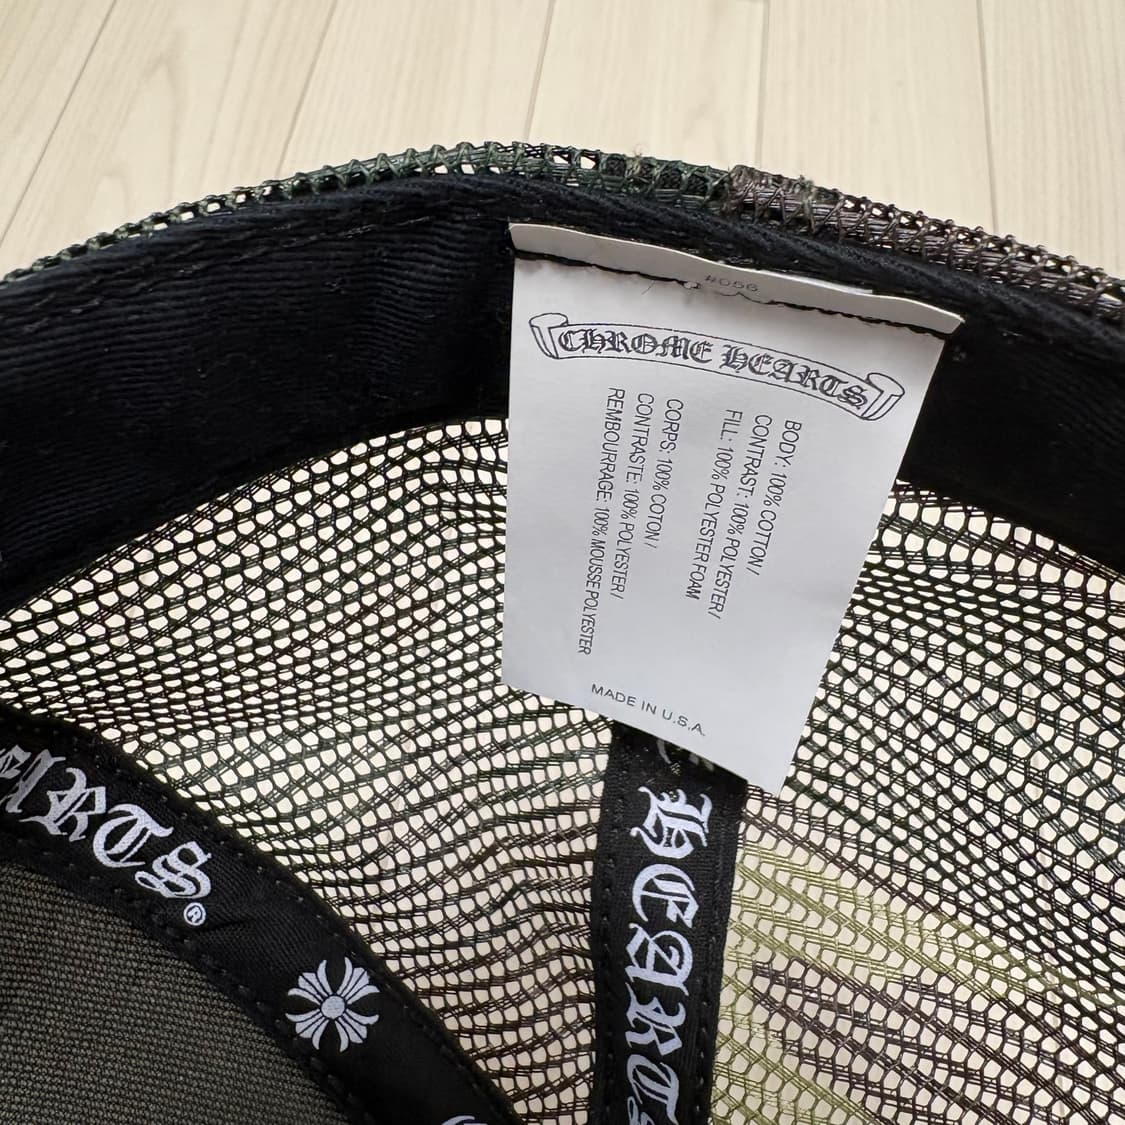 #056
CHROME HEARTS
BODY: 100% COTTON/
CONTRAST: 100% POLYESTER/
FILL: 100% POLYESTER FOAM
CORPS: 100% COTON/
CONTRASTE: 100% POLYESTER/
REMBOURRAGE: 100% MOUSSE POLYESTER
MADE IN U.S.A.
HEARTS
EARTS®